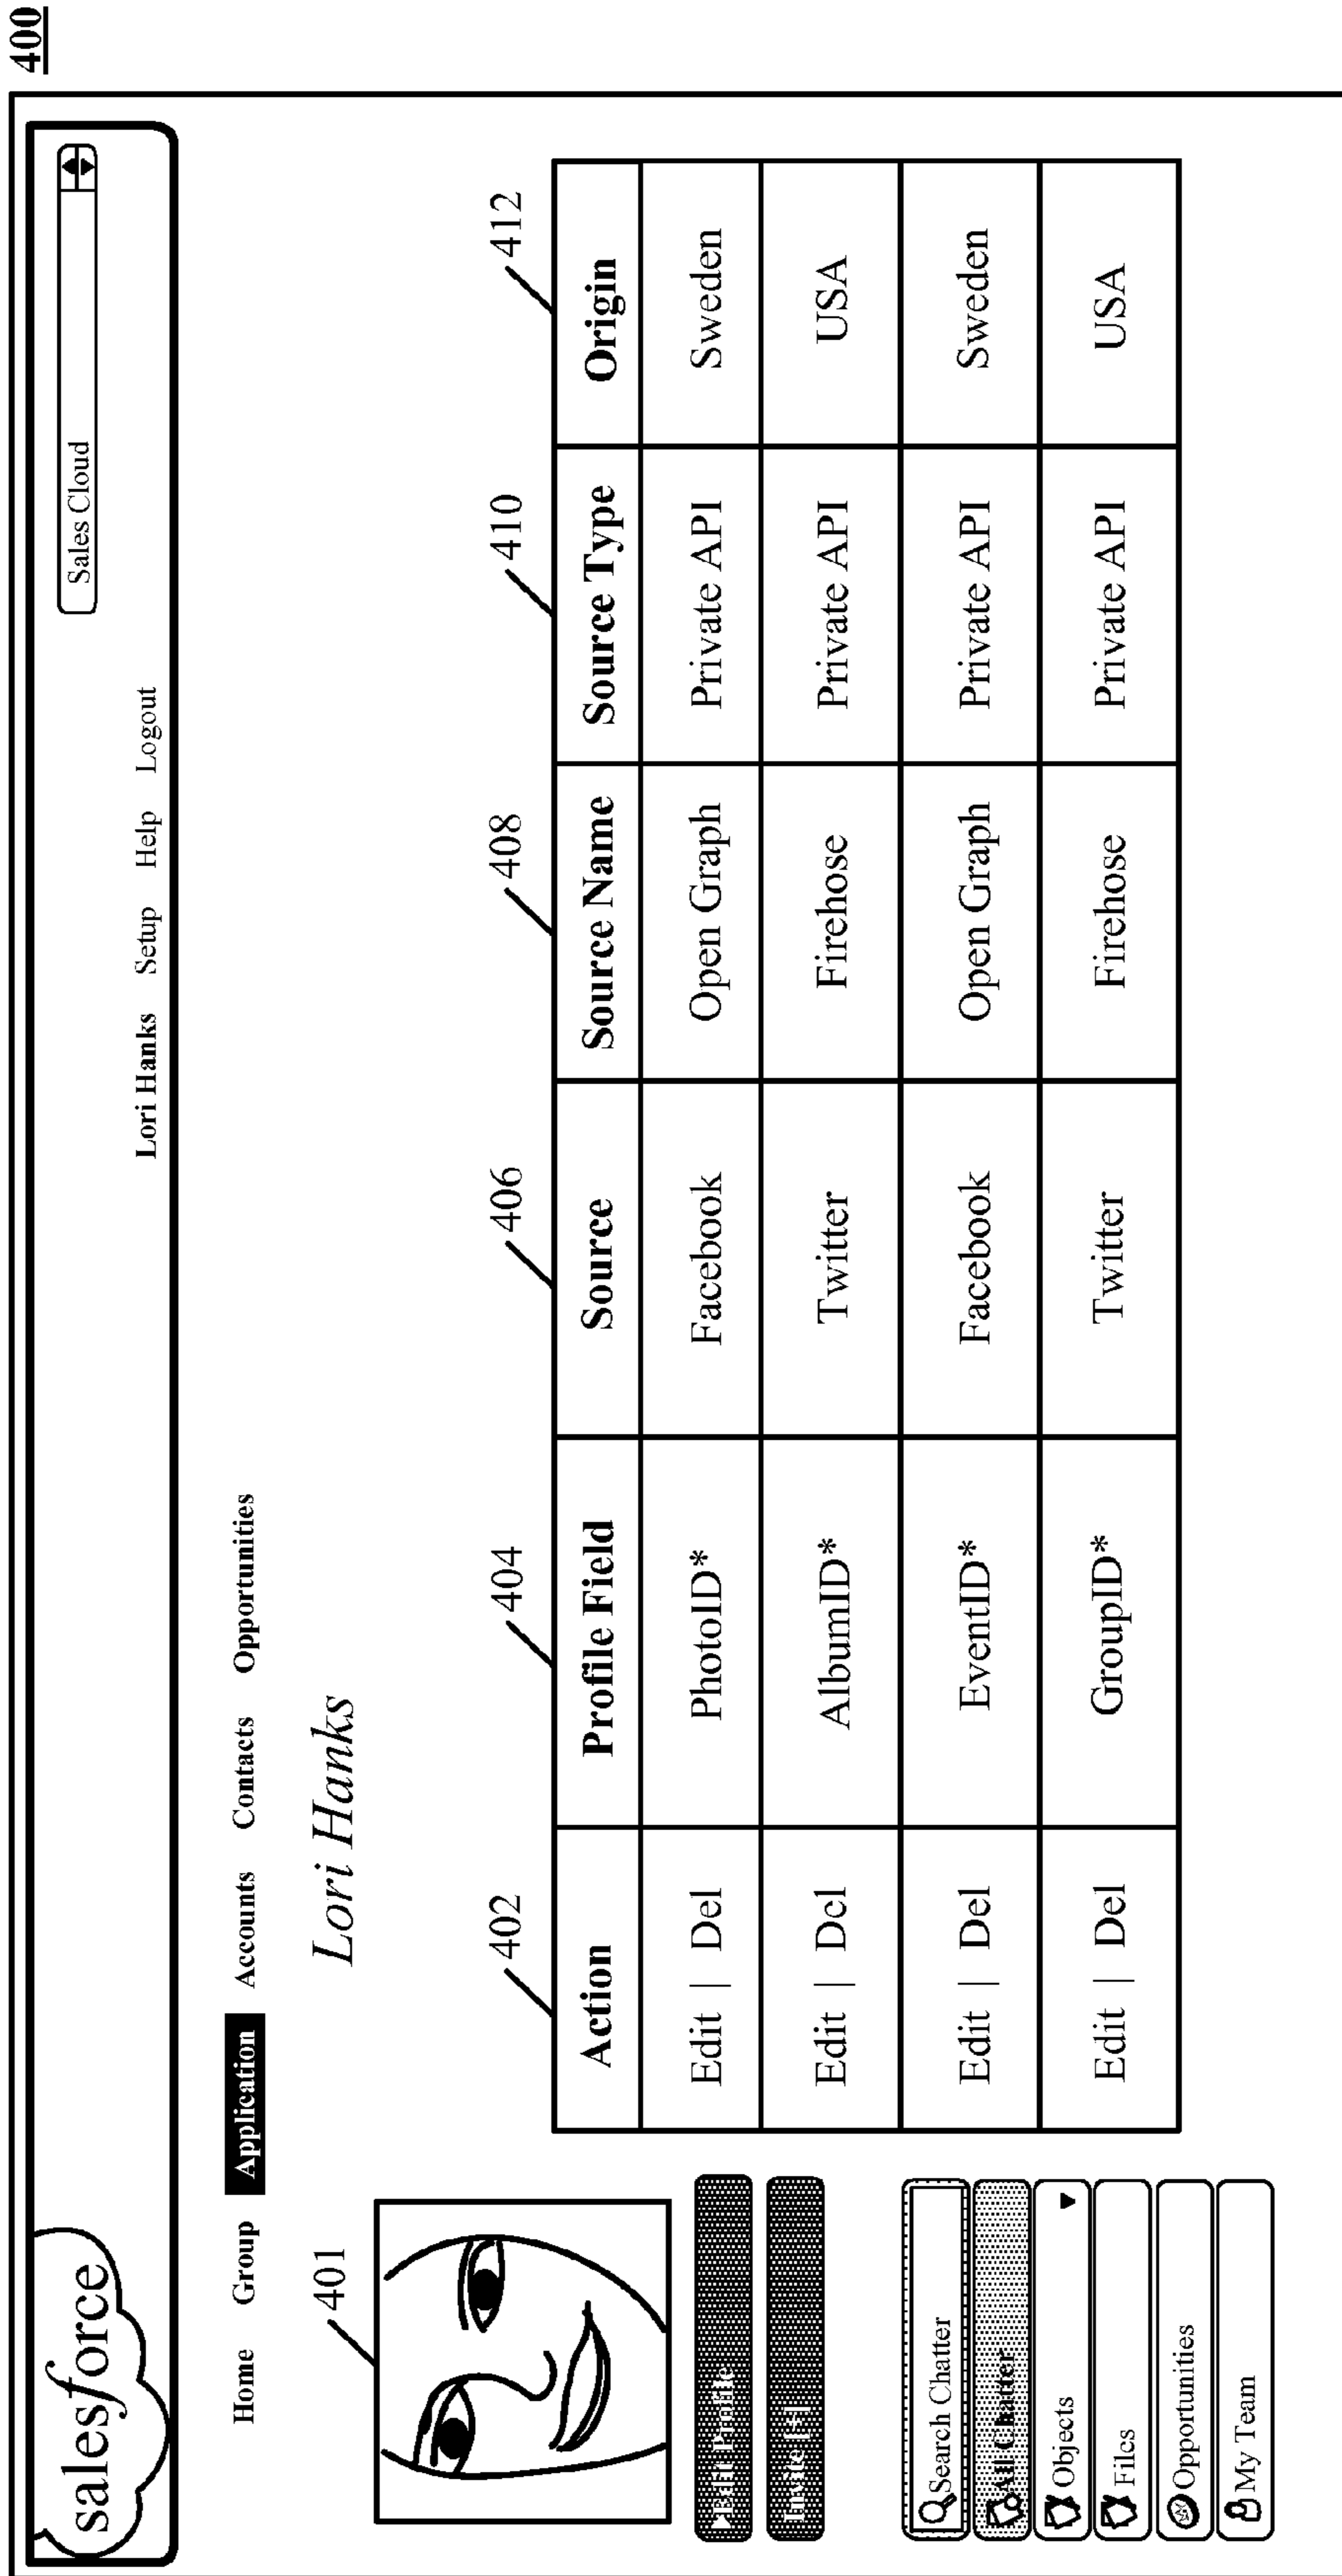 400
salesforce
Sales Cloud
Lori Hanks Setup Help Logout
Home Group Application Accounts Contacts Opportunities
Lori Hanks
401
402 404 406 408 410 412
Action Profile Field Source Source Name Source Type Origin
Edit | Del PhotoID* Facebook Open Graph Private API Sweden
Edit | Del AlbumID* Twitter Firehose Private API USA
Edit | Del EventID* Facebook Open Graph Private API Sweden
Edit | Del GroupID* Twitter Firehose Private API USA
Edit Profile
Search Chatter
All Chatter
Objects
Files
Opportunities
My Team